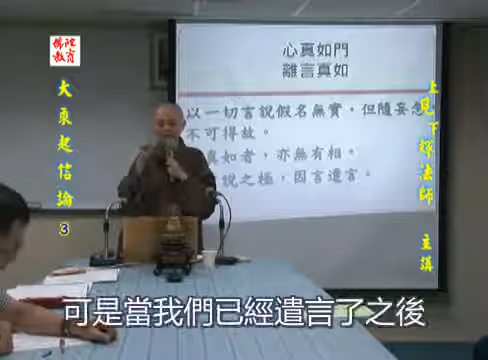 佛陀
教育
大乘起信論
3
心真如門
離言真如
以一切言說假名無實,但隨妄念
不可得故。
真如者,亦無有相。
說之極,因言遣言。
上見下輝法師 主講
可是當我們已經遣言了之後